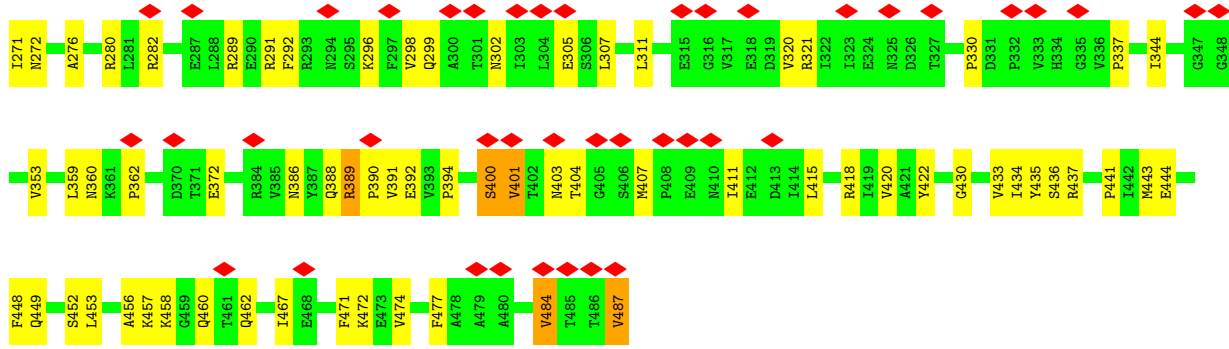 I271 N272 A276 R280 L281 R282 E287 L288 R289 E290 R291 F292 R293 N294 S295 K296 F297 V298 Q299 A300 T301 N302 I303 L304 E305 S306 L307 L311 E315 G316 V317 E318 D319 V320 R321 I322 I323 E324 N325 D326 T327 P330 D331 P332 V333 H334 G335 V336 P337 I344 G347 G348
V353 L359 N360 K361 P362 D370 T371 E372 R384 V385 N386 Y387 Q388 R389 P390 V391 E392 V393 P394 S400 V401 T402 N403 T404 G405 S406 M407 P408 E409 N410 I411 E412 D413 I414 L415 R418 I419 V420 A421 Y422 G430 V433 I434 Y435 S436 R437 P441 I442 M443 E444
F448 Q449 S452 L453 A456 K457 K458 G459 Q460 T461 Q462 I467 E468 F471 K472 E473 V474 F477 A478 A479 A480 V484 T485 T486 V487